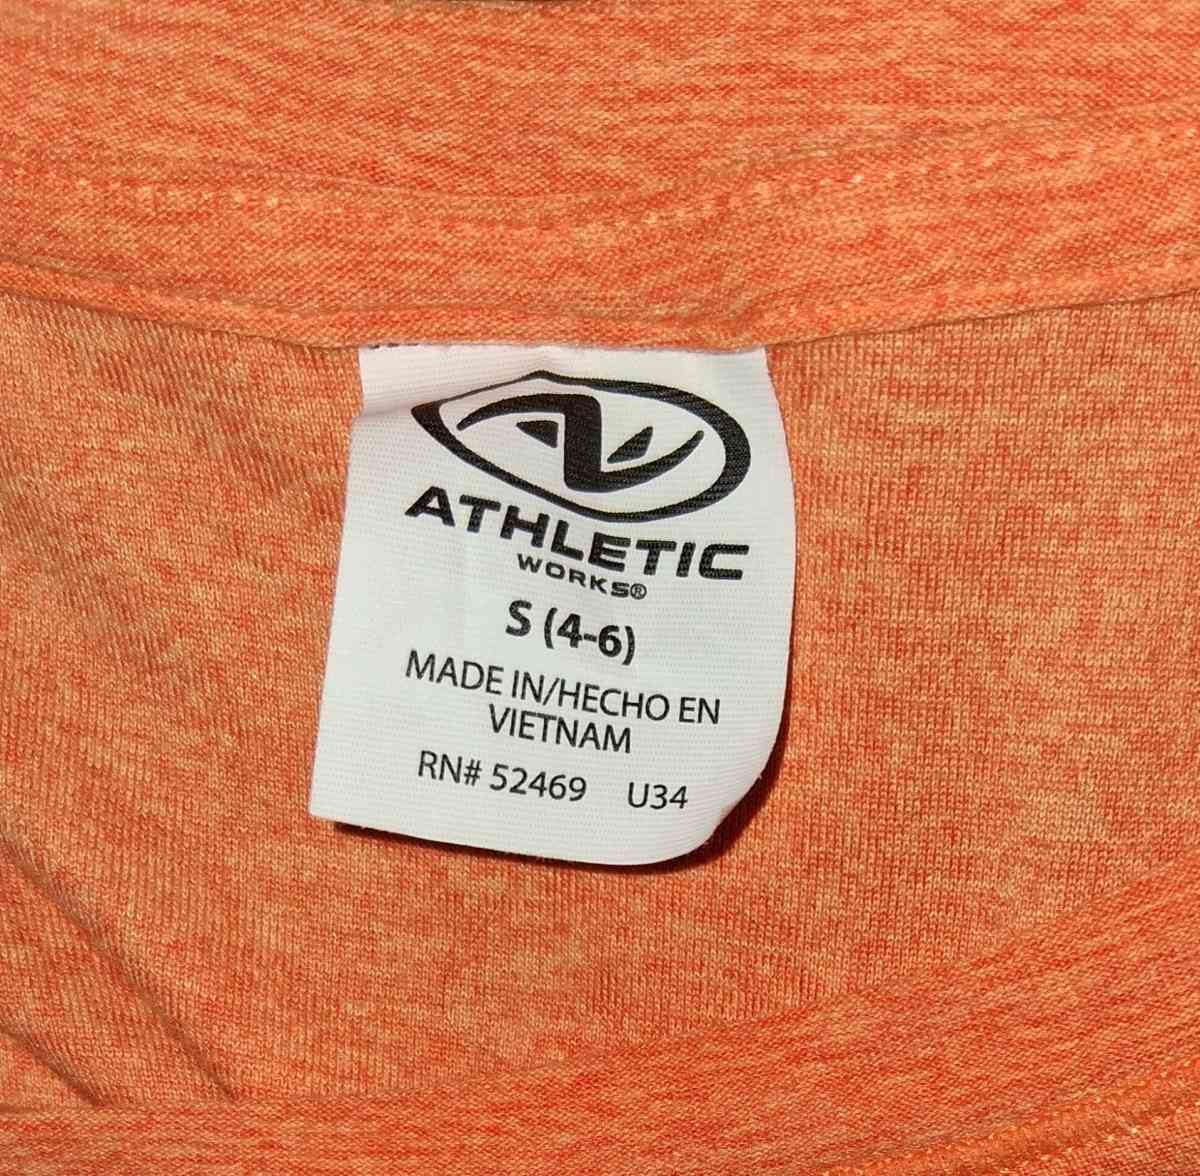 ATHLETIC
WORKS®
S (4-6)
MADE IN/HECHO EN
VIETNAM
RN# 52469 U34